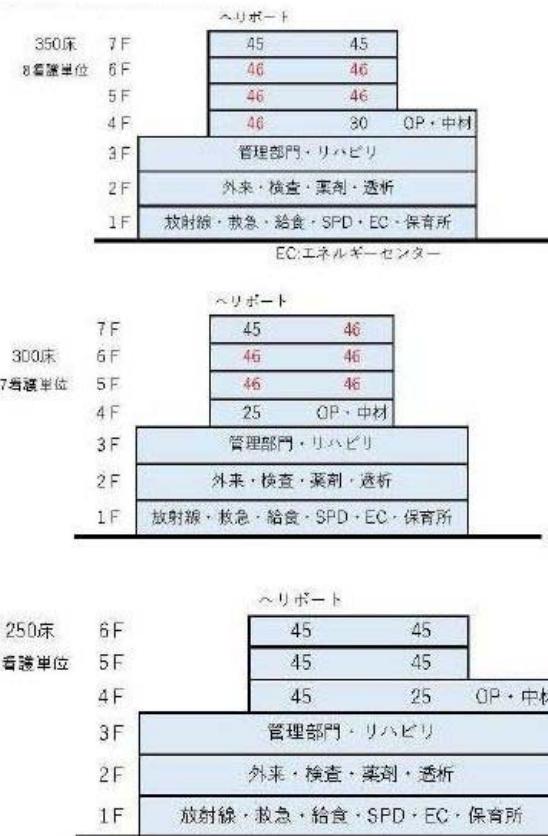 ヘリポート
350床 7F 45 45
8看護単位 6F 46 46
5F 46 46
4F 46 30 OP・中材
3F 管理部門・リハビリ
2F 外来・検査・薬剤・透析
1F 放射線・救急・給食・SPD・EC・保育所
EC:エネルギーセンター
ヘリポート
7F 45 46
300床 6F 46 46
7看護単位 5F 46 46
4F 25 OP・中材
3F 管理部門・リハビリ
2F 外来・検査・薬剤・透析
1F 放射線・救急・給食・SPD・EC・保育所
ヘリポート
250床 6F 45 45
看護単位 5F 45 45
4F 45 25 OP・中材
3F 管理部門・リハビリ
2F 外来・検査・薬剤・透析
1F 放射線・救急・給食・SPD・EC・保育所